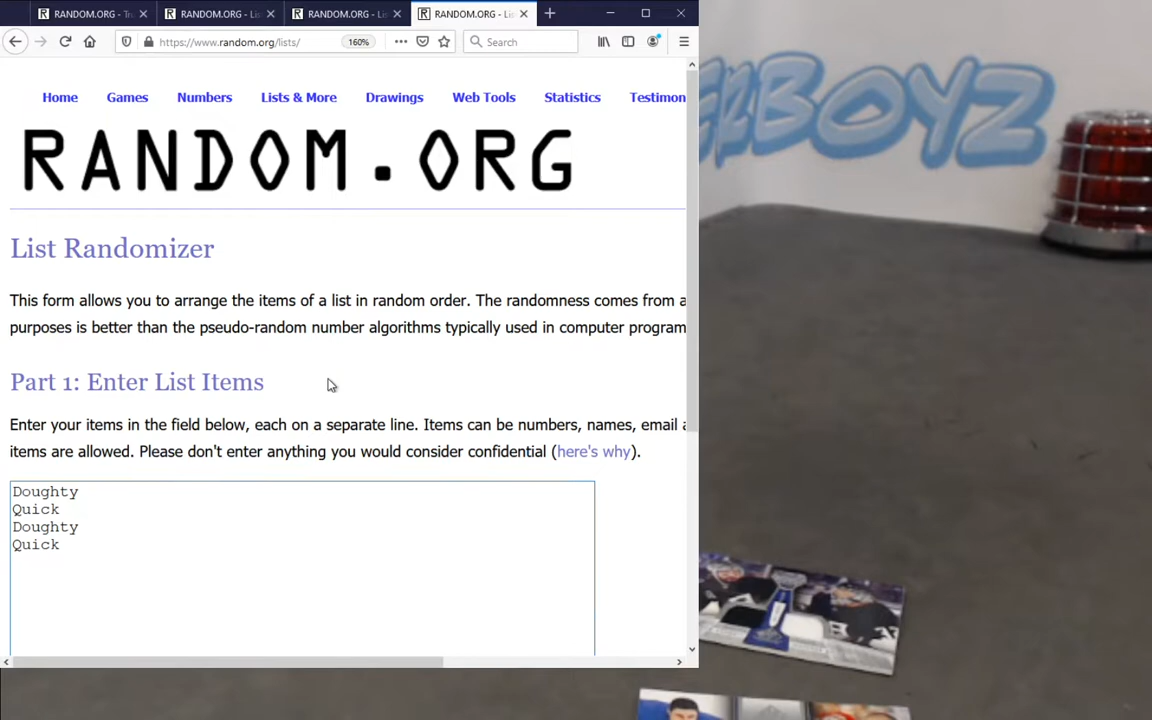 RANDOM.ORG - Tr
RANDOM.ORG - Li
RANDOM.ORG - Li
RANDOM.ORG - Li
https://www.random.org/lists/
160%
Search
Home Games Numbers Lists & More Drawings Web Tools Statistics Testimon
RANDOM.ORG
List Randomizer
This form allows you to arrange the items of a list in random order. The randomness comes from a
purposes is better than the pseudo-random number algorithms typically used in computer program
Part 1: Enter List Items
Enter your items in the field below, each on a separate line. Items can be numbers, names, email a
items are allowed. Please don't enter anything you would consider confidential (here's why).
Doughty
Quick
Doughty
Quick
BOYZ